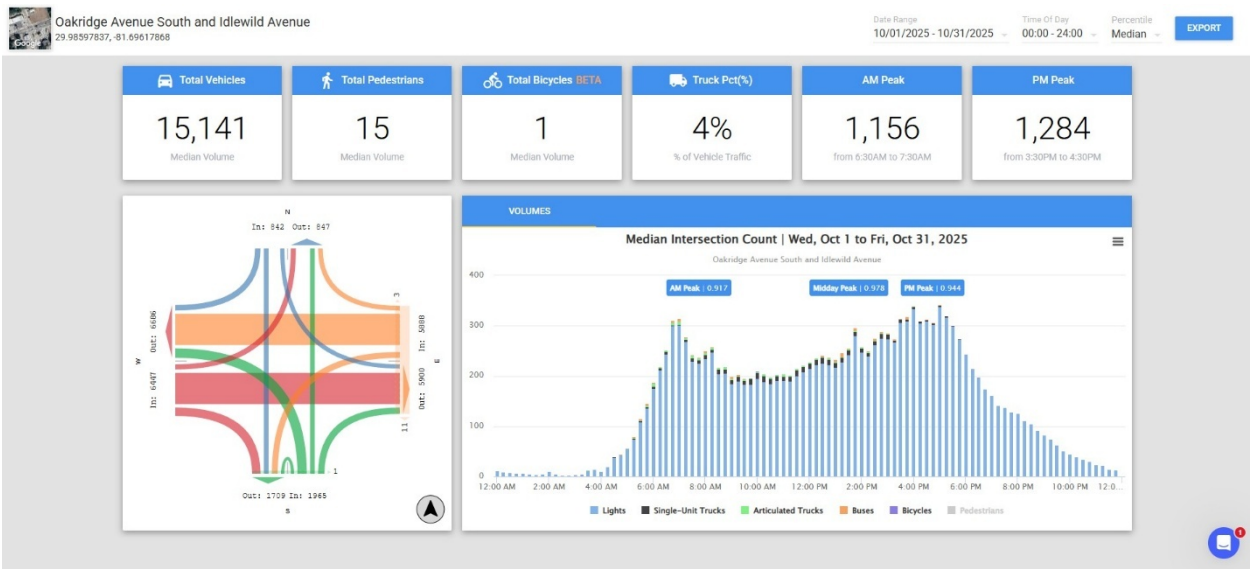 Google
Oakridge Avenue South and Idlewild Avenue
29.98597837, -81.69617868
Date Range
10/01/2025 - 10/31/2025
Time Of Day
00:00 - 24:00
Percentile
Median
EXPORT
Total Vehicles
15,141
Median Volume
Total Pedestrians
15
Median Volume
Total Bicycles BETA
1
Median Volume
Truck Pct(%)
4%
% of Vehicle Traffic
AM Peak
1,156
from 6:30AM to 7:30AM
PM Peak
1,284
from 3:30PM to 4:30PM
N
In: 842 Out: 847
3
In: 5880
E
Out: 5900
11
W
Out: 6686
In: 6447
1
Out: 1709 In: 1965
S
VOLUMES
Median Intersection Count | Wed, Oct 1 to Fri, Oct 31, 2025
Oakridge Avenue South and Idlewild Avenue
AM Peak | 0.917
Midday Peak | 0.978
PM Peak | 0.944
400
300
200
100
0
12:00 AM 2:00 AM 4:00 AM 6:00 AM 8:00 AM 10:00 AM 12:00 PM 2:00 PM 4:00 PM 6:00 PM 8:00 PM 10:00 PM 12:0...
Lights Single-Unit Trucks Articulated Trucks Buses Bicycles Pedestrians
1